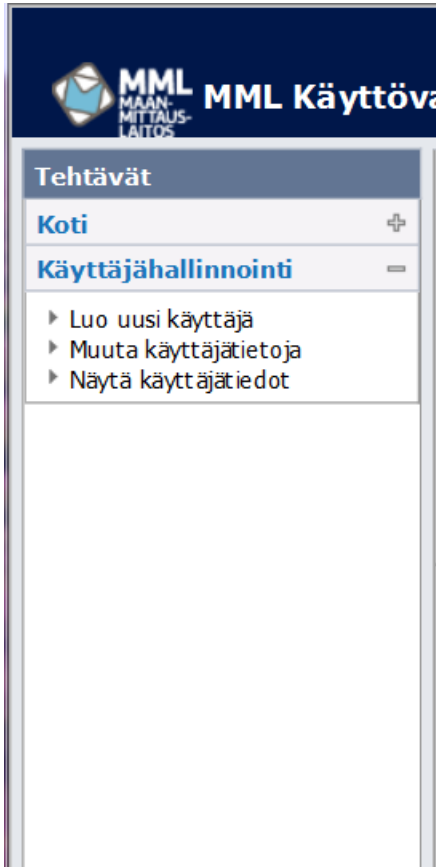 MML
MAAN-
MITTAUS-
LAITOS
MML Käyttöva
Tehtävät
Koti
Käyttäjähallinnointi
Luo uusi käyttäjä
Muuta käyttäjätietoja
Näytä käyttäjätiedot